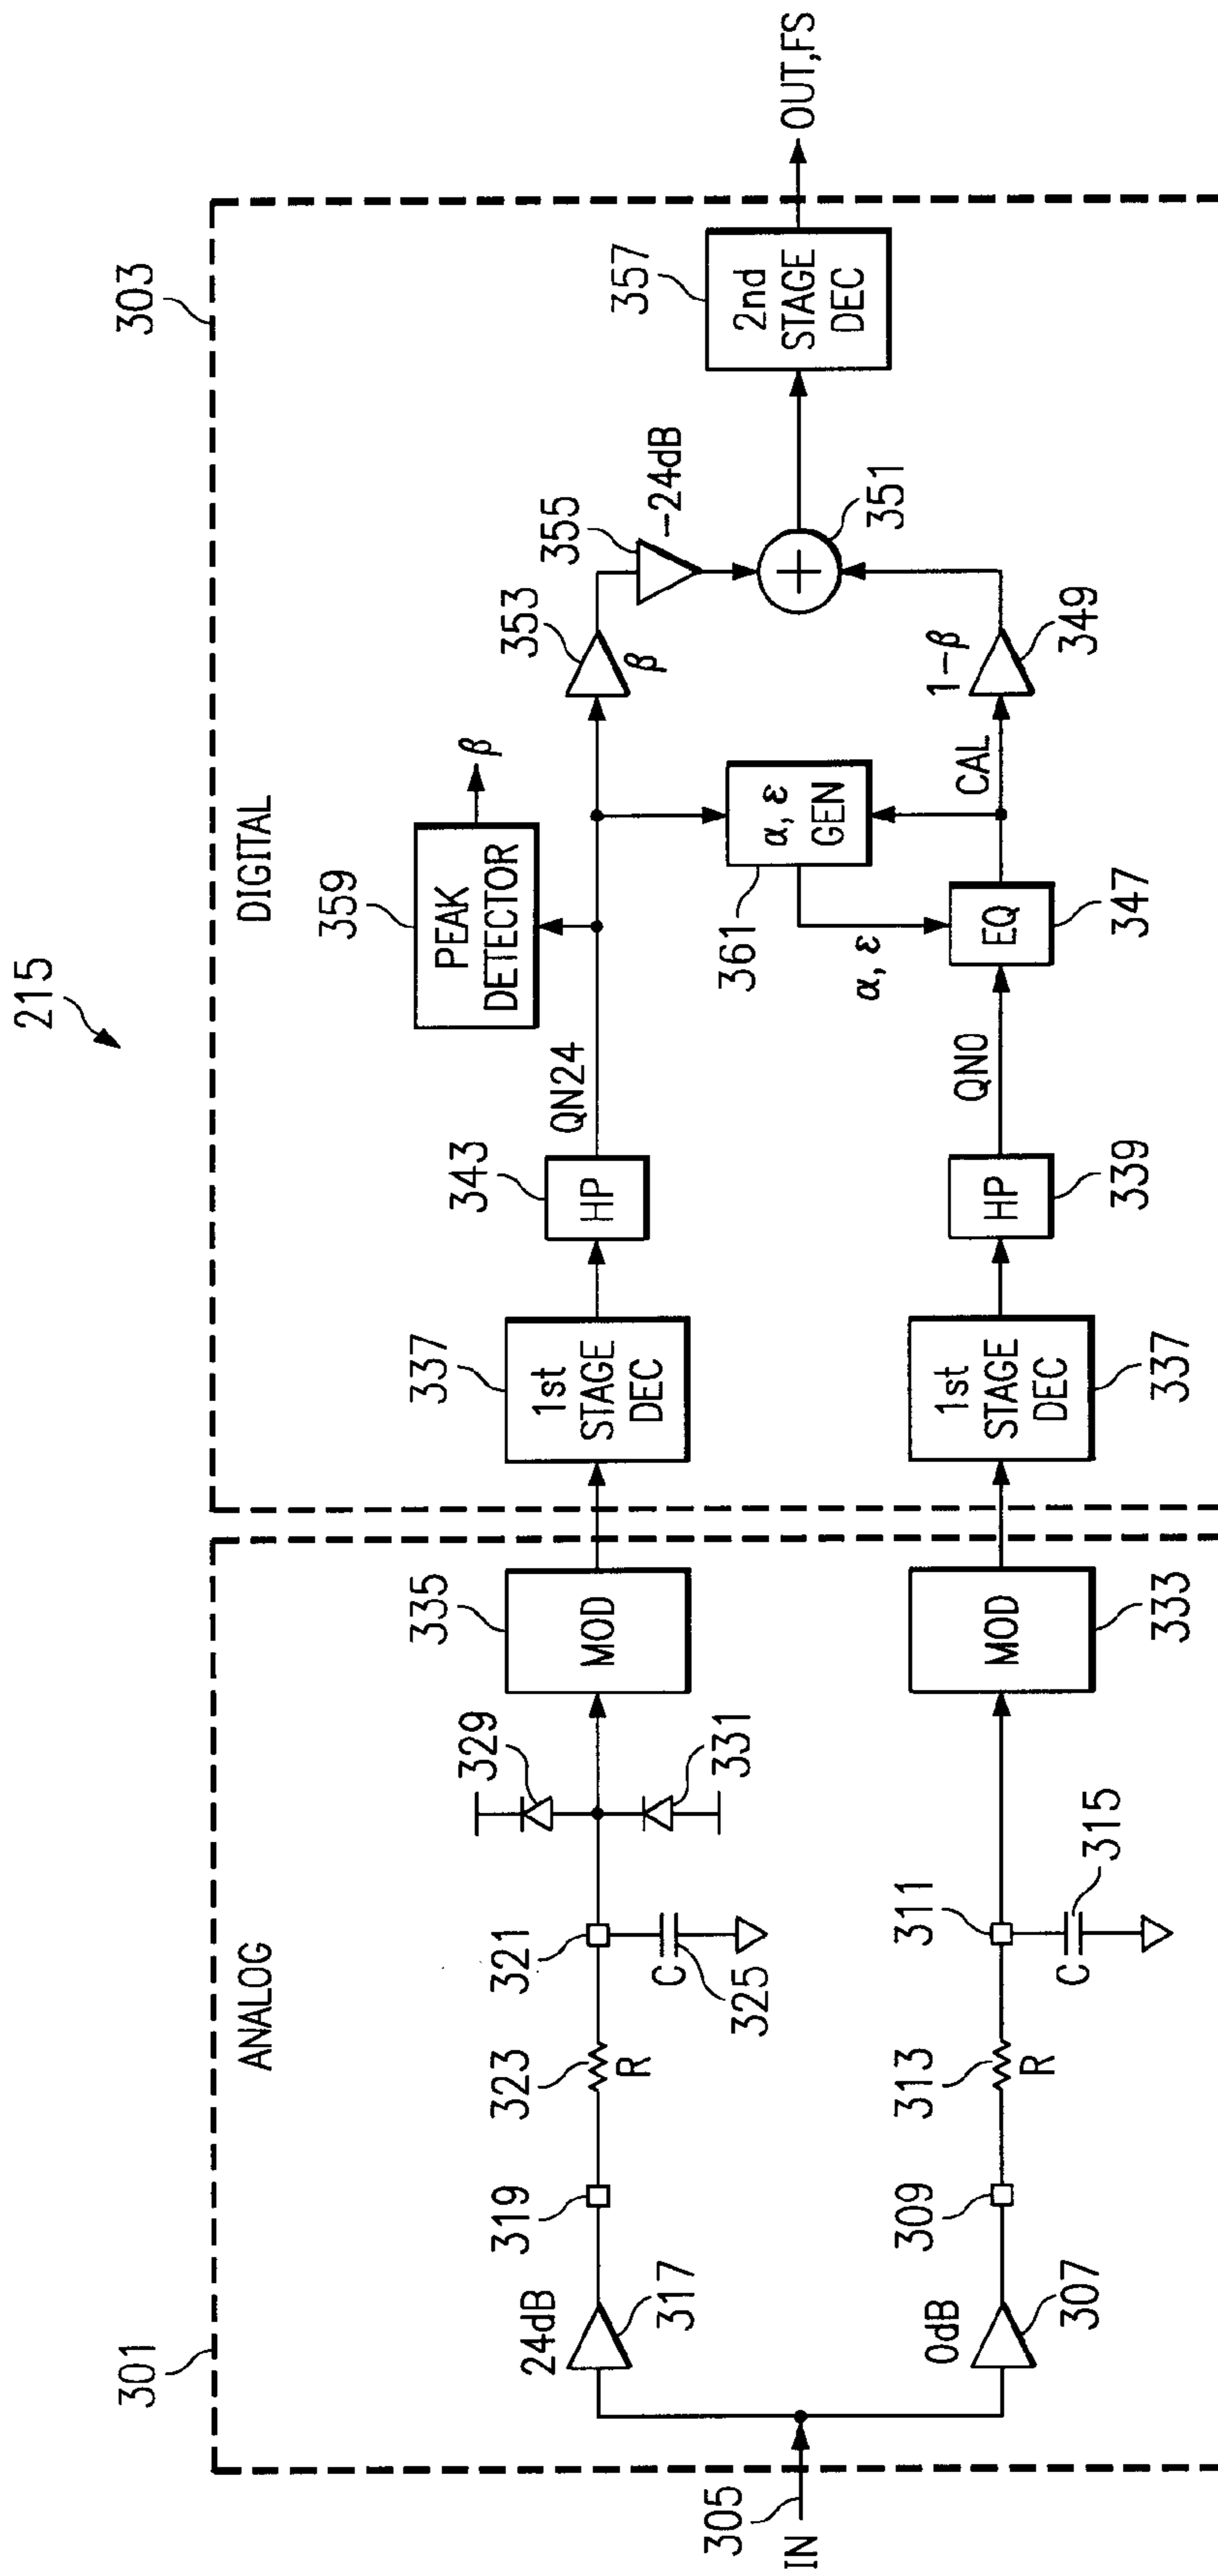 215
301
303
ANALOG
DIGITAL
IN
305
24dB
317
319
323
R
321
C
325
329
331
335
MOD
337
1st
STAGE
DEC
343
HP
QN24
359
PEAK
DETECTOR
β
353
β
355
-24dB
361
α, ε
GEN
α, ε
351
357
2nd
STAGE
DEC
OUT,FS
0dB
307
309
313
R
311
C
315
MOD
333
1st
STAGE
DEC
337
HP
339
QN0
EQ
347
CAL
1-β
349
+